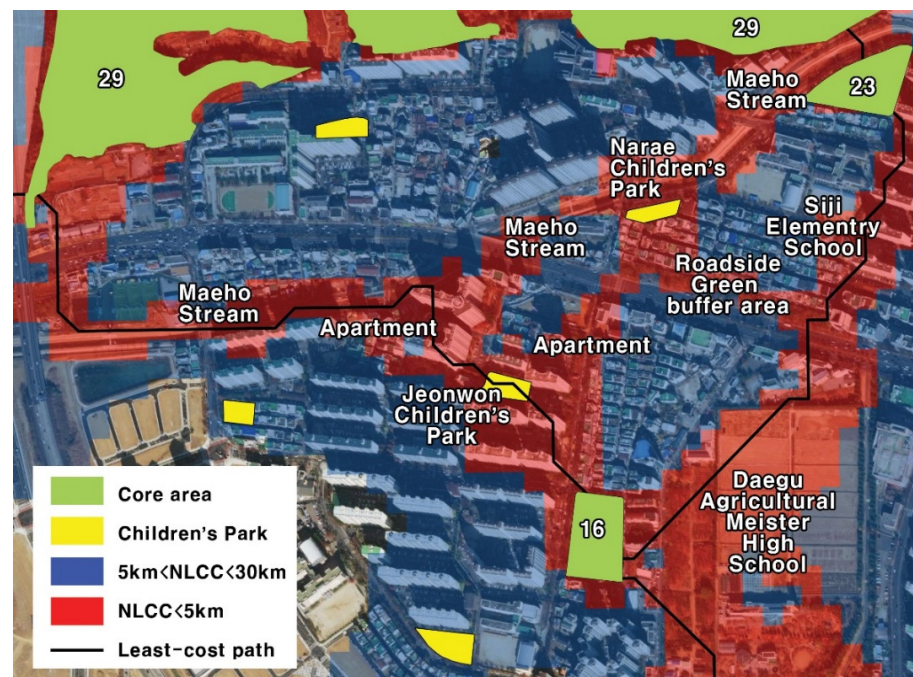 29
29
23
Maeho
Stream
Narae
Children's
Park
Maeho
Stream
Siji
Elementry
School
Roadside
Green
buffer area
Maeho
Stream
Apartment
Apartment
Jeonwon
Children's
Park
Daegu
Agricultural
Meister
High
School
16
Core area
Children's Park
5km<NLCC<30km
NLCC<5km
Least-cost path